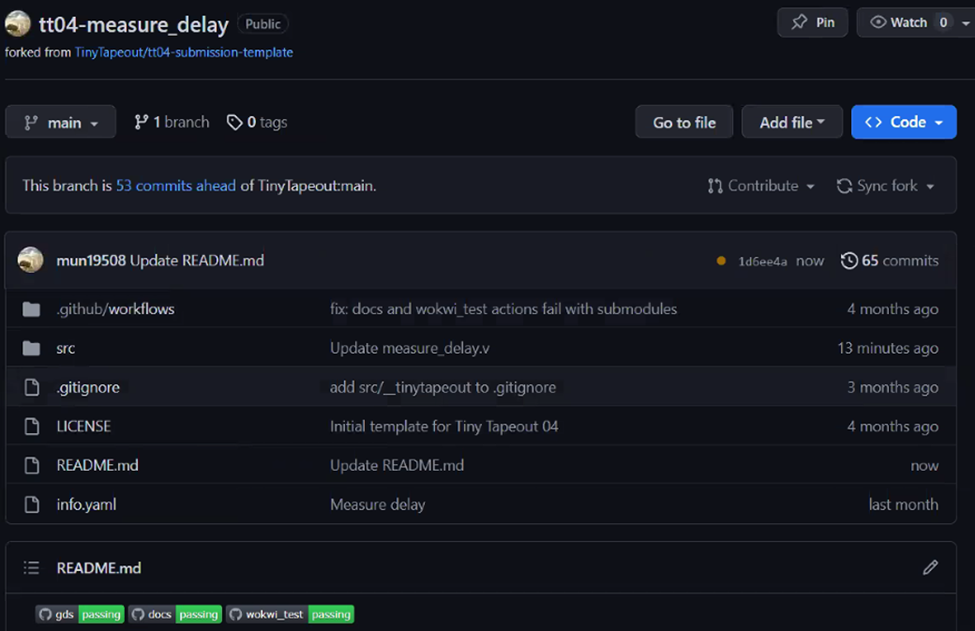 tt04-measure_delay Public Pin Watch 0
forked from TinyTapeout/tt04-submission-template
main 1 branch 0 tags Go to file Add file <> Code
This branch is 53 commits ahead of TinyTapeout:main. Contribute Sync fork
mun19508 Update README.md 1d6ee4a now 65 commits
.github/workflows fix: docs and wokwi_test actions fail with submodules 4 months ago
src Update measure_delay.v 13 minutes ago
.gitignore add src/__tinytapeout to .gitignore 3 months ago
LICENSE Initial template for Tiny Tapeout 04 4 months ago
README.md Update README.md now
info.yaml Measure delay last month
README.md
gds passing docs passing wokwi_test passing